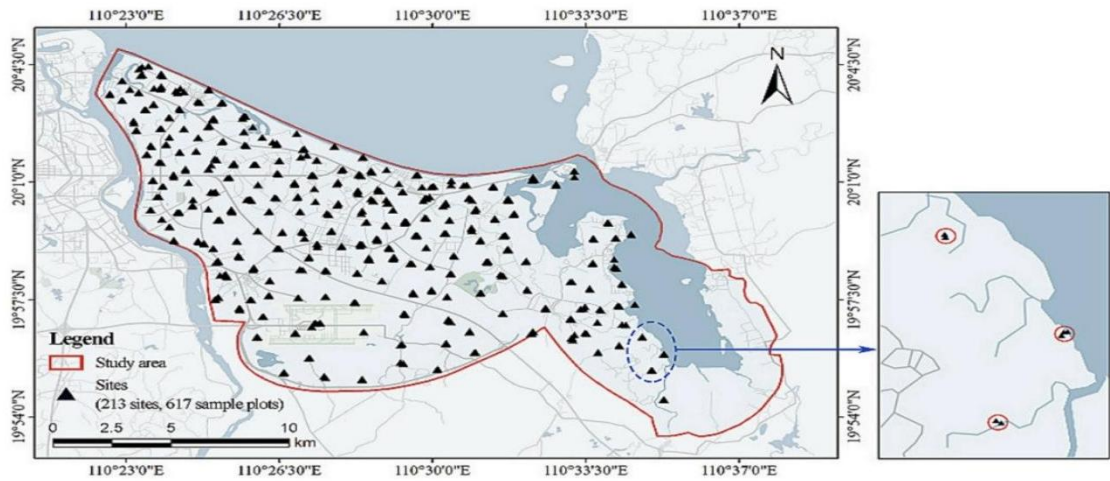 110°23'0"E 110°26'30"E 110°30'0"E 110°33'30"E 110°37'0"E
20°4'30"N 20°4'30"N
N
20°1'0"N 20°1'0"N
19°57'30"N 19°57'30"N
Legend
Study area
Sites
(213 sites, 617 sample plots)
0 2.5 5 10
km
19°54'0"N 19°54'0"N
110°23'0"E 110°26'30"E 110°30'0"E 110°33'30"E 110°37'0"E